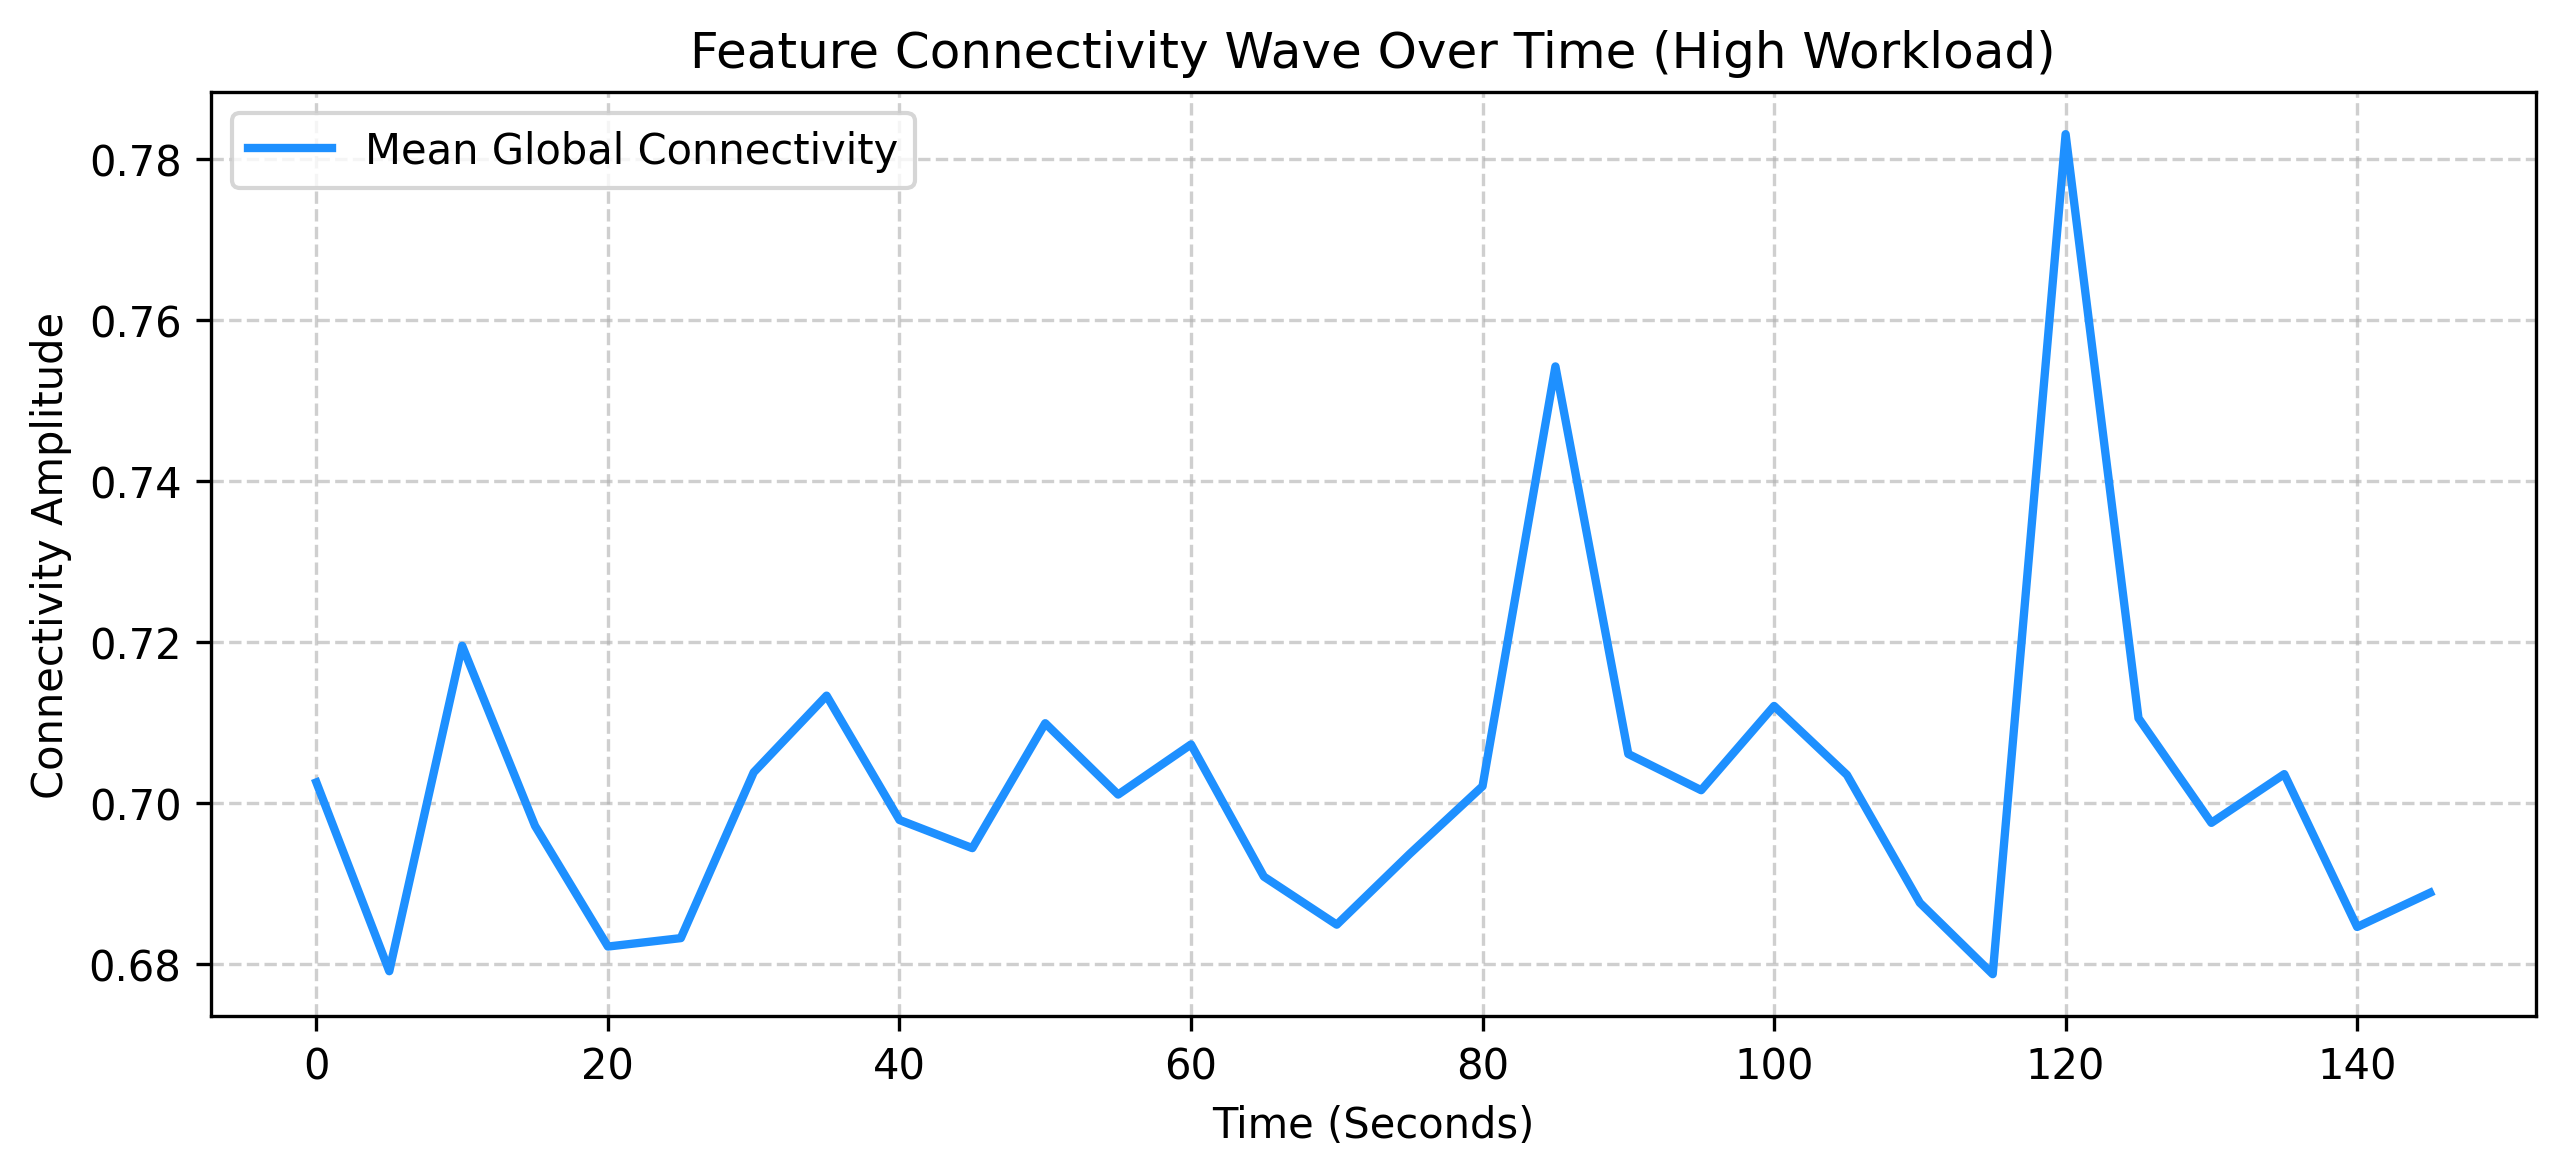 Feature Connectivity Wave Over Time (High Workload)
Mean Global Connectivity
Connectivity Amplitude
0.78
0.76
0.74
0.72
0.70
0.68
0 20 40 60 80 100 120 140
Time (Seconds)